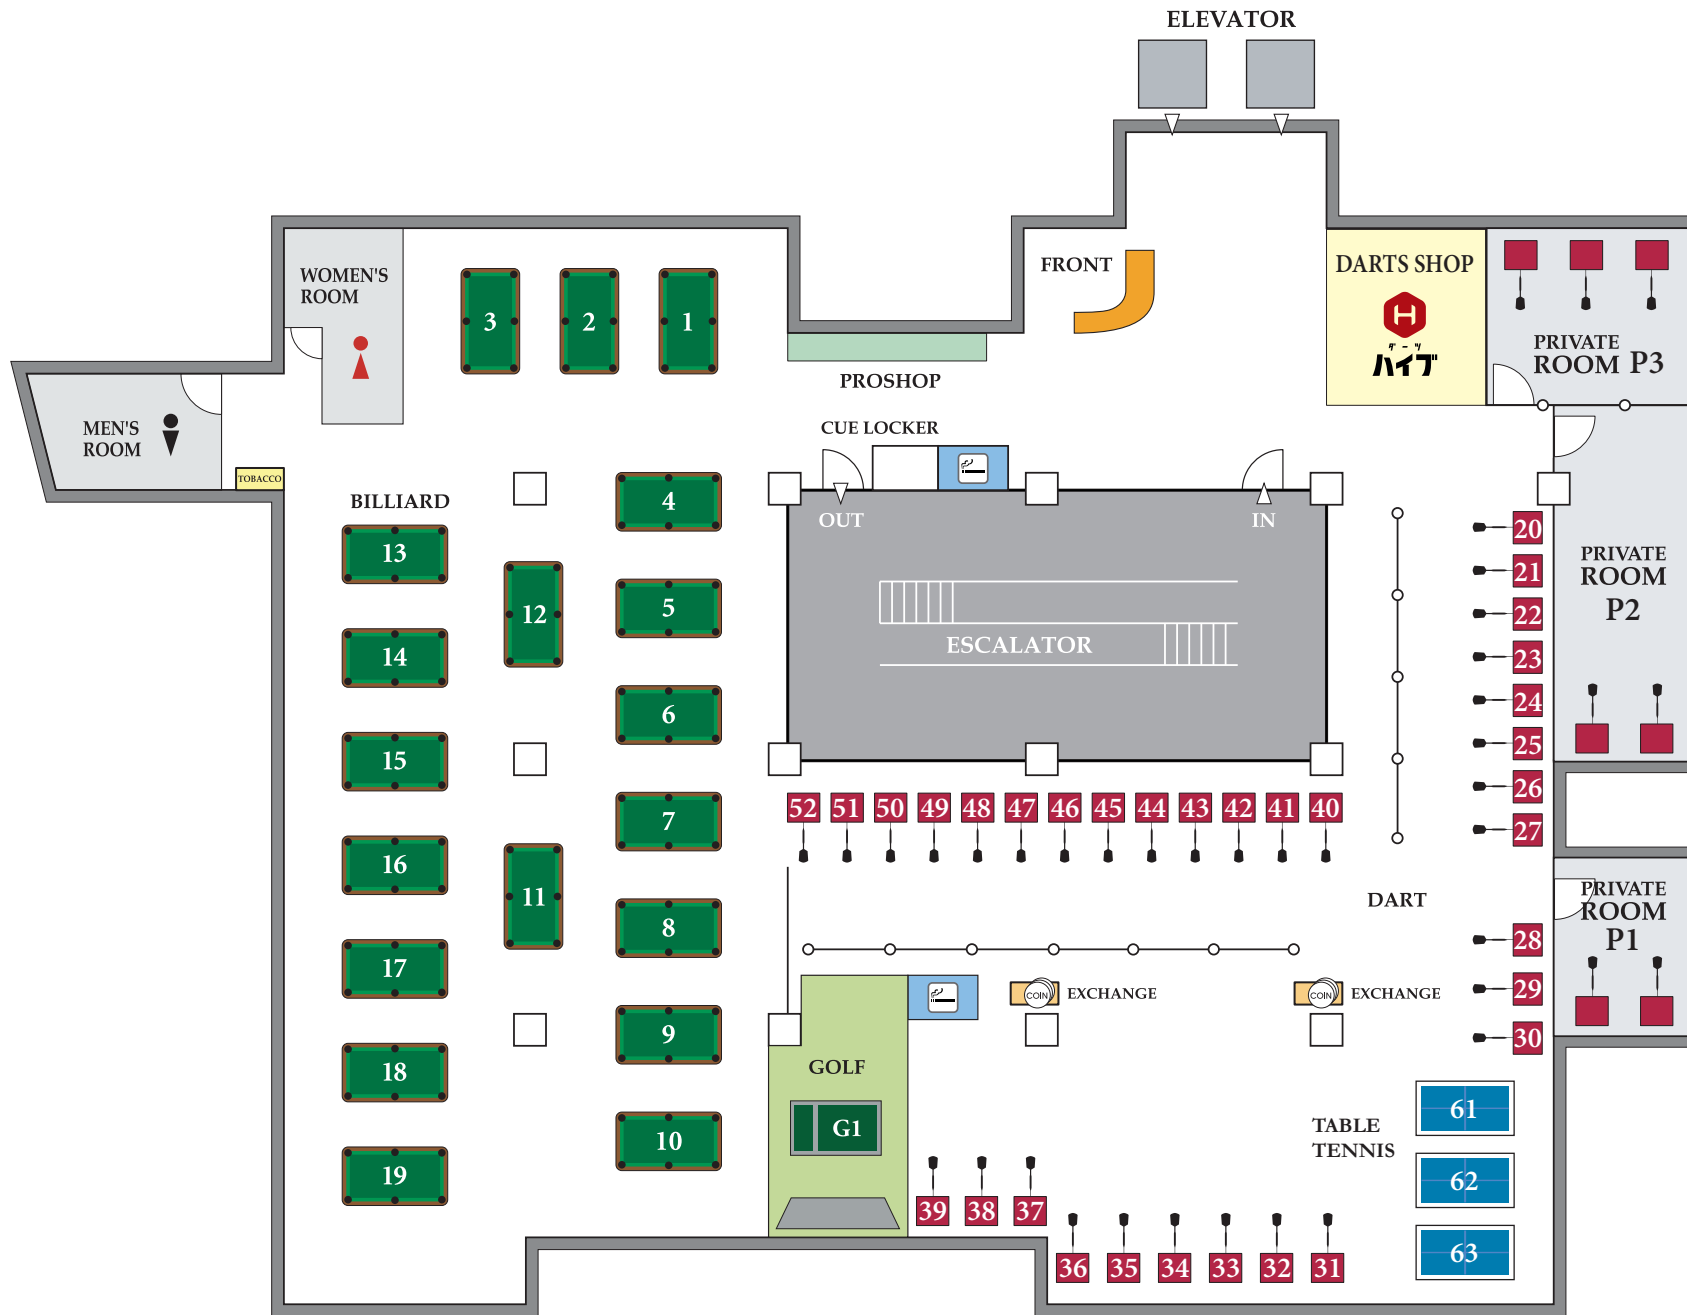 ELEVATOR
FRONT
DARTS SHOP
H
ダーツ
ハイブ
PRIVATE
ROOM P3
WOMEN'S
ROOM
3
2
1
PROSHOP
MEN'S
ROOM
TOBACCO
CUE LOCKER
BILLIARD
OUT
IN
ESCALATOR
4
5
6
7
8
9
10
11
12
13
14
15
16
17
18
19
20
21
22
23
24
25
26
27
PRIVATE
ROOM
P2
52 51 50 49 48 47 46 45 44 43 42 41 40
DART
PRIVATE
ROOM
P1
28
29
30
COIN EXCHANGE
COIN EXCHANGE
GOLF
G1
TABLE
TENNIS
61
62
63
39 38 37
36 35 34 33 32 31